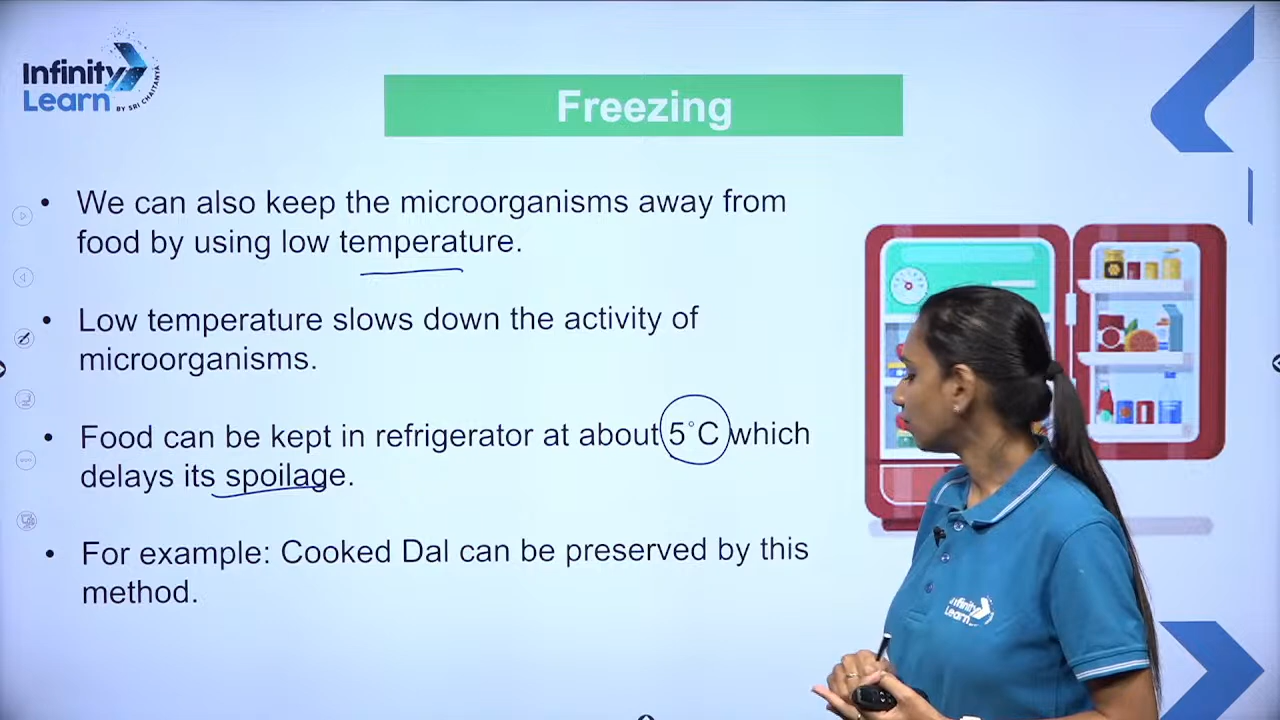 Infinity
Learn
BY SRI CHAITANYA
Freezing
• We can also keep the microorganisms away from
food by using low temperature.
• Low temperature slows down the activity of
microorganisms.
• Food can be kept in refrigerator at about 5°C which
delays its spoilage.
• For example: Cooked Dal can be preserved by this
method.
Infinity
Learn